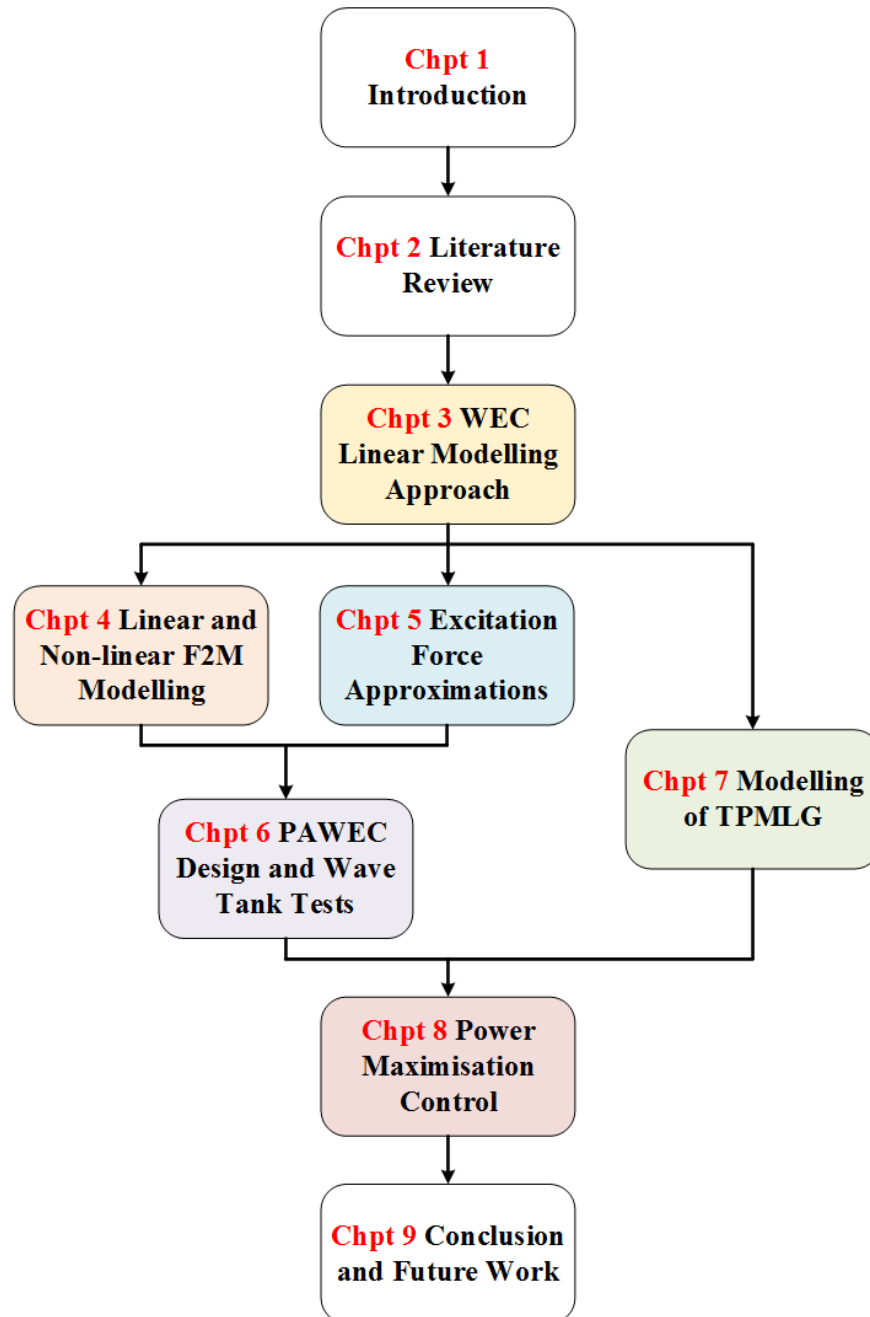 Chpt 1
Introduction
Chpt 2 Literature
Review
Chpt 3 WEC
Linear Modelling
Approach
Chpt 4 Linear and
Non-linear F2M
Modelling
Chpt 5 Excitation
Force
Approximations
Chpt 6 PAWEC
Design and Wave
Tank Tests
Chpt 7 Modelling
of TPMLG
Chpt 8 Power
Maximisation
Control
Chpt 9 Conclusion
and Future Work